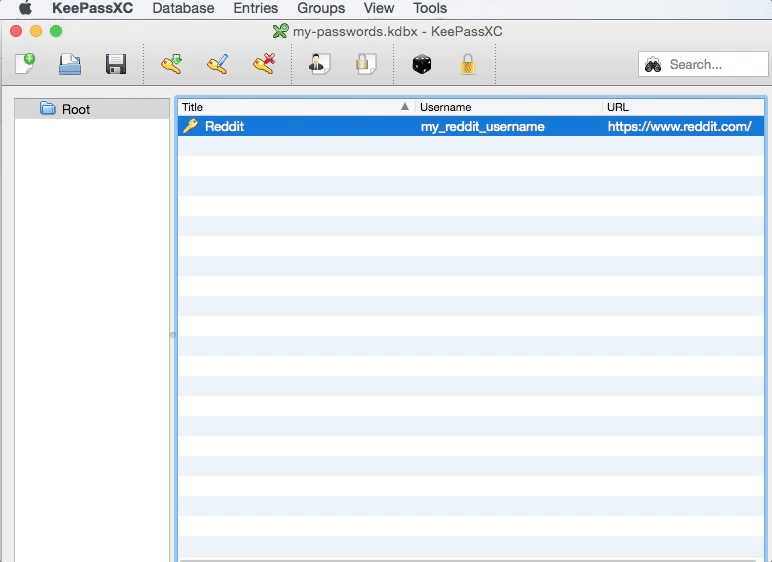 KeePassXC Database Entries Groups View Tools
my-passwords.kdbx - KeePassXC
Search...
Root
Title Username URL
Reddit my_reddit_username https://www.reddit.com/